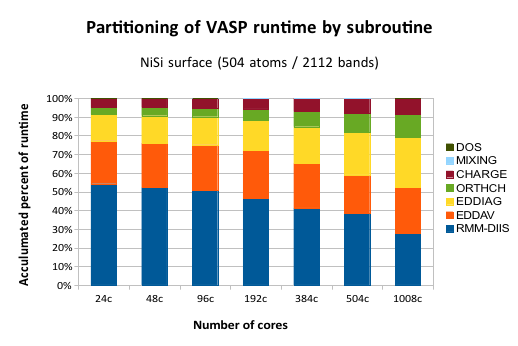 Partitioning of VASP runtime by subroutine
NiSi surface (504 atoms / 2112 bands)
Acculumated percent of runtime
100%
90%
80%
70%
60%
50%
40%
30%
20%
10%
0%
24c 48c 96c 192c 384c 504c 1008c
Number of cores
DOS
MIXING
CHARGE
ORTHCH
EDDIAG
EDDAV
RMM-DIIS